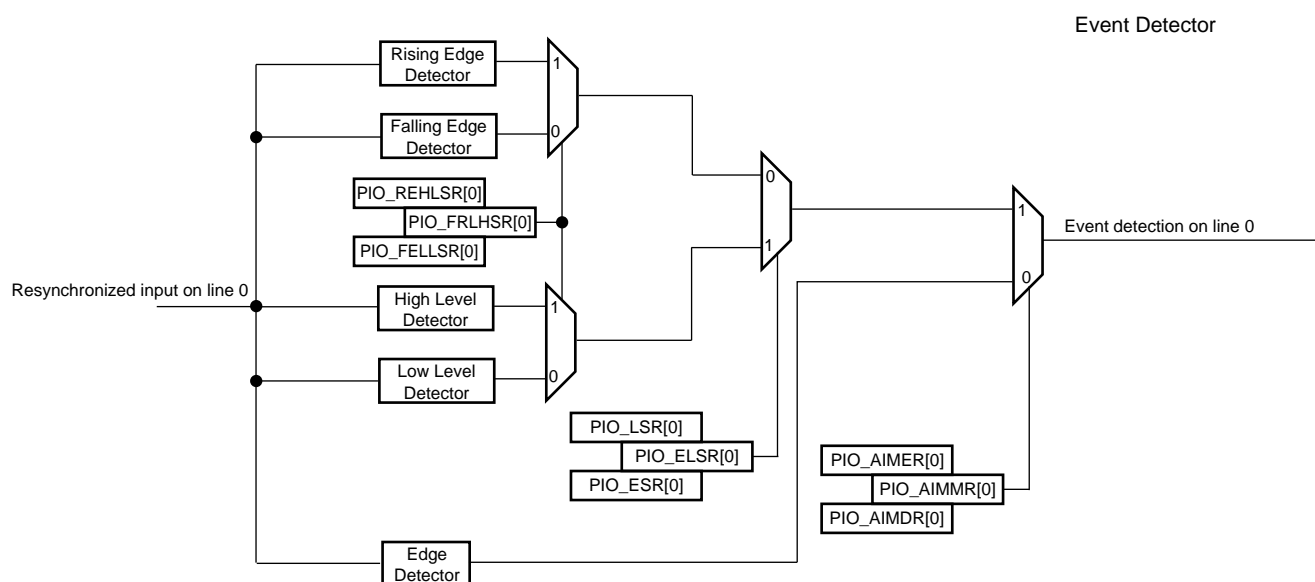 Event Detector
Rising Edge
Detector
1
Falling Edge
Detector
0
PIO_REHLSR[0]
PIO_FRLHSR[0]
PIO_FELLSR[0]
0
1
1
Event detection on line 0
0
Resynchronized input on line 0
High Level
Detector
1
Low Level
Detector
0
PIO_LSR[0]
PIO_ELSR[0]
PIO_ESR[0]
PIO_AIMER[0]
PIO_AIMMR[0]
PIO_AIMDR[0]
Edge
Detector